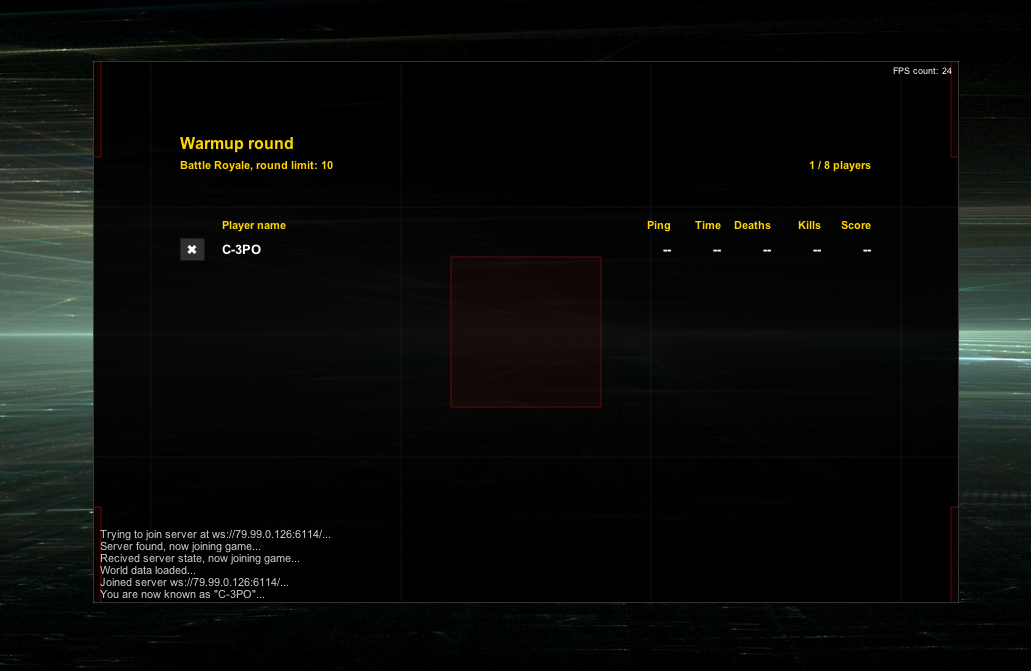 FPS count: 24
Warmup round
Battle Royale, round limit: 10
1 / 8 players
Player name Ping Time Deaths Kills Score
✖ C-3PO -- -- -- -- --
Trying to join server at ws://79.99.0.126:6114/...
Server found, now joining game...
Recived server state, now joining game...
World data loaded...
Joined server ws://79.99.0.126:6114/...
You are now known as "C-3PO"...